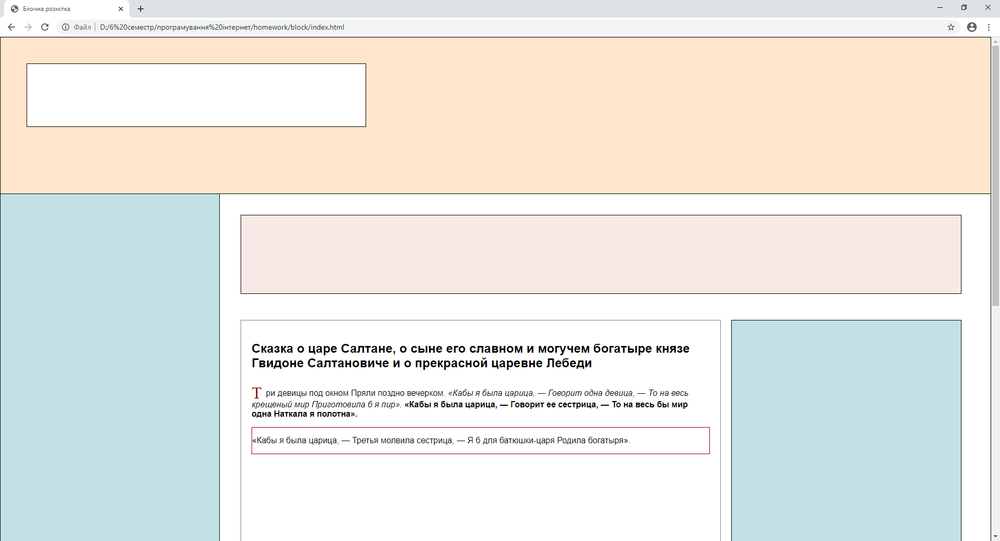 Блочна розмітка
Файл
D:/6%20семестр/програмування%20інтернет/homework/block/index.html
Сказка о царе Салтане, о сыне его славном и могучем богатыре князе
Гвидоне Салтановиче и о прекрасной царевне Лебеди
Три девицы под окном Пряли поздно вечерком. «Кабы я была царица, — Говорит одна девица, — То на весь
крещеный мир Приготовила б я пир». «Кабы я была царица, — Говорит ее сестрица, — То на весь бы мир
одна Наткала я полотна».
«Кабы я была царица, — Третья молвила сестрица, — Я б для батюшки-царя Родила богатыря».